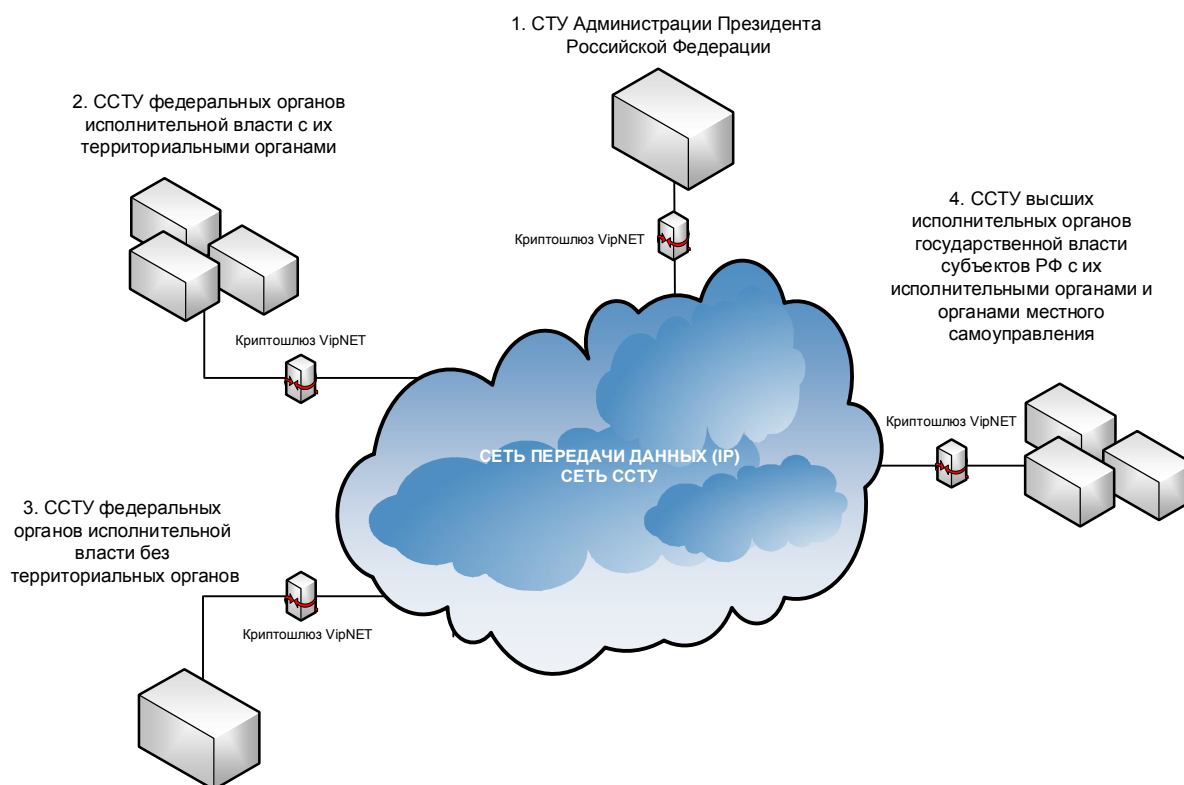 1. СТУ Администрации Президента
Российской Федерации
2. ССТУ федеральных органов
исполнительной власти с их
территориальными органами
Криптошлюз VipNET
4. ССТУ высших
исполнительных органов
государственной власти
субъектов РФ с их
исполнительными органами и
органами местного
самоуправления
Криптошлюз VipNET
Криптошлюз VipNET
СЕТЬ ПЕРЕДАЧИ ДАННЫХ (IP)
СЕТЬ ССТУ
3. ССТУ федеральных
органов исполнительной
власти без
территориальных органов
Криптошлюз VipNET